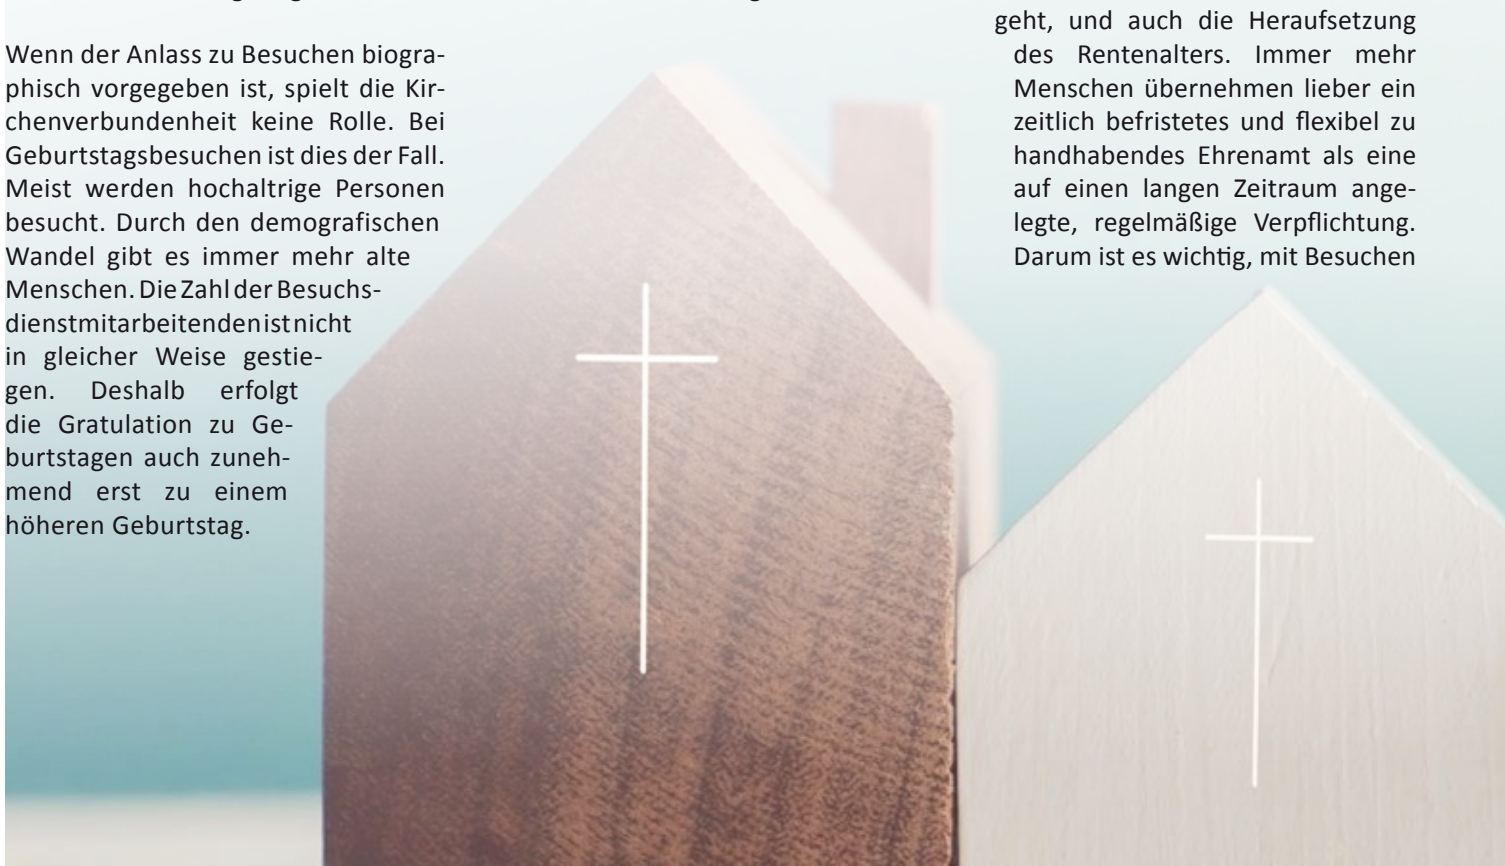 Wenn der Anlass zu Besuchen biogra-
phisch vorgegeben ist, spielt die Kir-
chenverbundenheit keine Rolle. Bei
Geburtstagsbesuchen ist dies der Fall.
Meist werden hochaltrige Personen
besucht. Durch den demografischen
Wandel gibt es immer mehr alte
Menschen. Die Zahl der Besuchs-
dienstmitarbeitenden ist nicht
in gleicher Weise gestie-
gen. Deshalb erfolgt
die Gratulation zu Ge-
burtstagen auch zuneh-
mend erst zu einem
höheren Geburtstag.
geht, und auch die Heraufsetzung
des Rentenalters. Immer mehr
Menschen übernehmen lieber ein
zeitlich befristetes und flexibel zu
handhabendes Ehrenamt als eine
auf einen langen Zeitraum ange-
legte, regelmäßige Verpflichtung.
Darum ist es wichtig, mit Besuchen